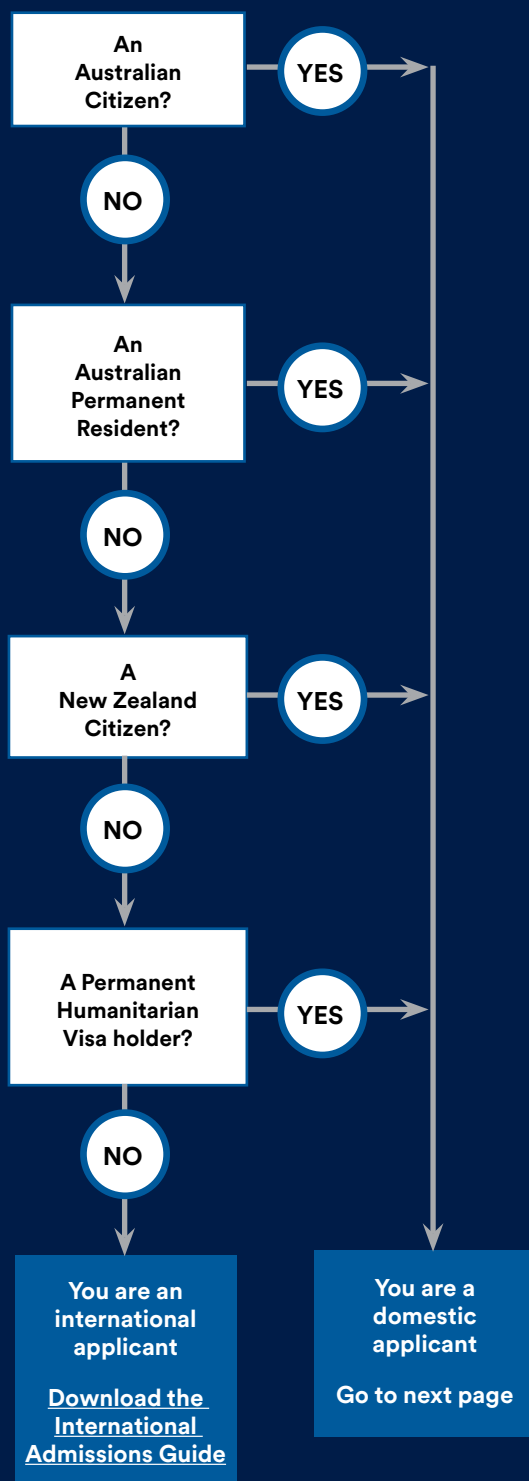 An
Australian
Citizen?
YES
NO
An
Australian
Permanent
Resident?
YES
NO
A
New Zealand
Citizen?
YES
NO
A Permanent
Humanitarian
Visa holder?
YES
NO
You are an
international
applicant
Download the
International
Admissions Guide
You are a
domestic
applicant
Go to next page